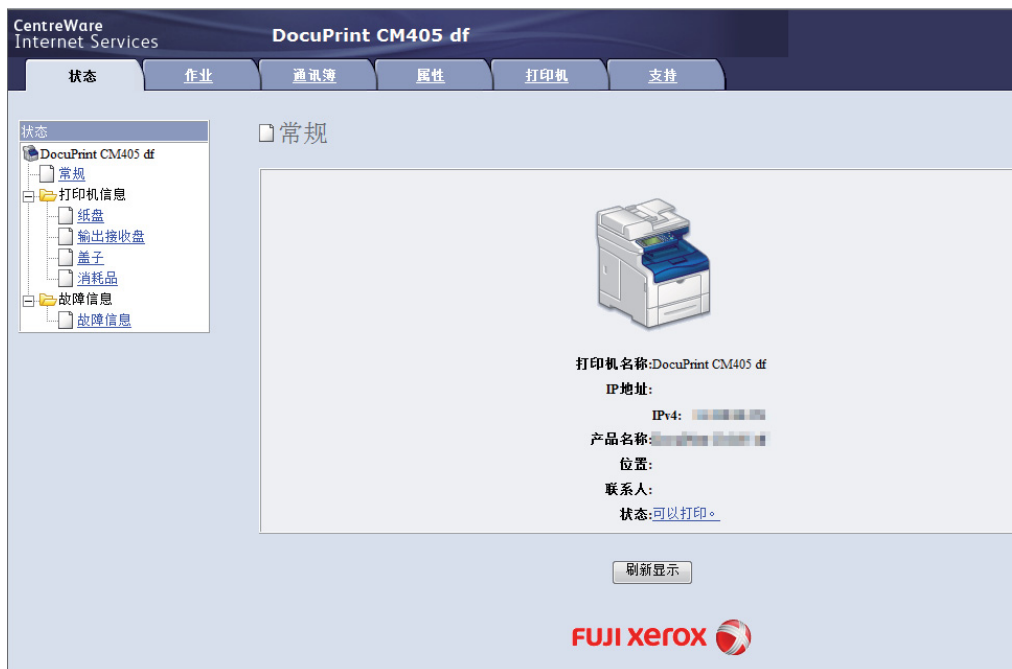 CentreWare
Internet Services
DocuPrint CM405 df
状态 作业 通讯簿 属性 打印机 支持
状态
DocuPrint CM405 df
常规
打印机信息
纸盘
输出接收盘
盖子
消耗品
故障信息
故障信息
常规
打印机名称:DocuPrint CM405 df
IP地址:
IPv4:
产品名称:
位置:
联系人:
状态:可以打印。
刷新显示
FUJI xerox